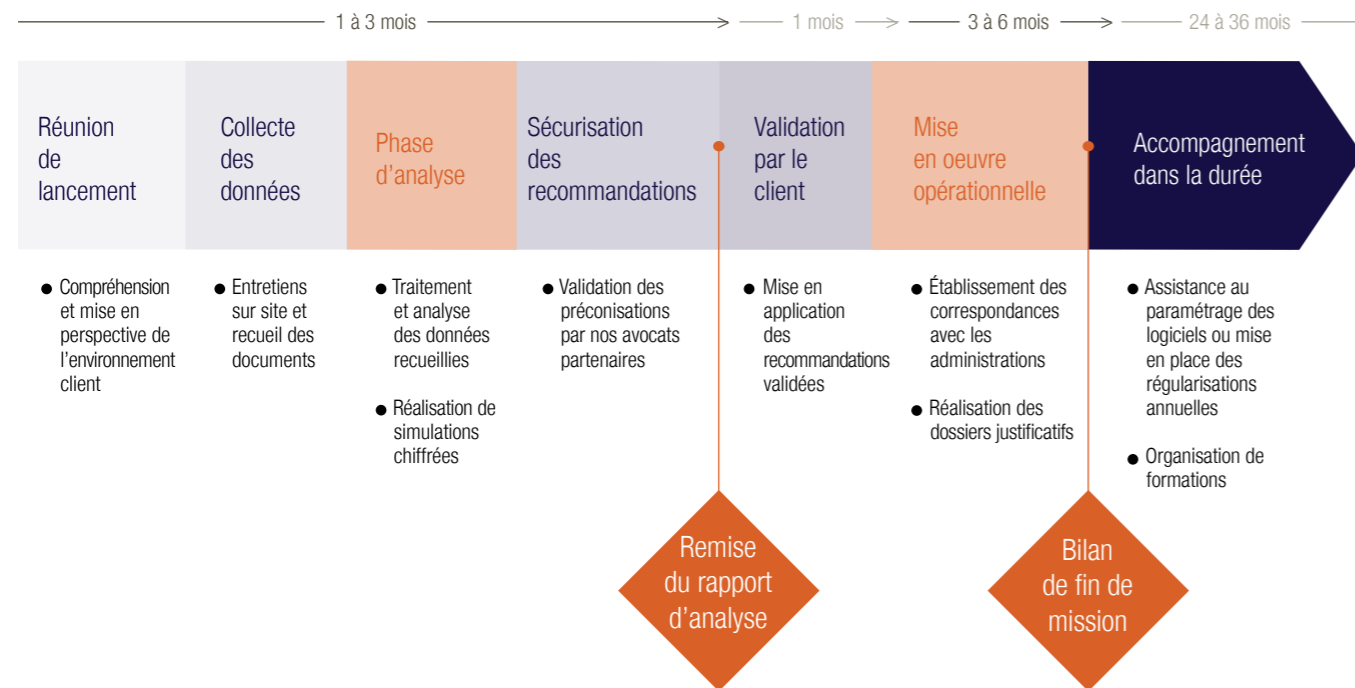 1 à 3 mois
1 mois
3 à 6 mois
24 à 36 mois
Réunion
de
lancement
Collecte
des
données
Phase
d'analyse
Sécurisation
des
recommandations
Validation
par le
client
Mise
en oeuvre
opérationnelle
Accompagnement
dans la durée
● Compréhension
et mise en
perspective de
l'environnement
client
● Entretiens
sur site et
recueil des
documents
● Traitement
et analyse
des données
recueillies
● Réalisation de
simulations
chiffrées
● Validation des
préconisations
par nos avocats
partenaires
● Mise en
application
des
recommandations
validées
● Établissement des
correspondances
avec les
administrations
● Réalisation des
dossiers justificatifs
● Assistance au
paramétrage des
logiciels ou mise
en place des
régularisations
annuelles
● Organisation de
formations
Remise
du rapport
d'analyse
Bilan
de fin de
mission